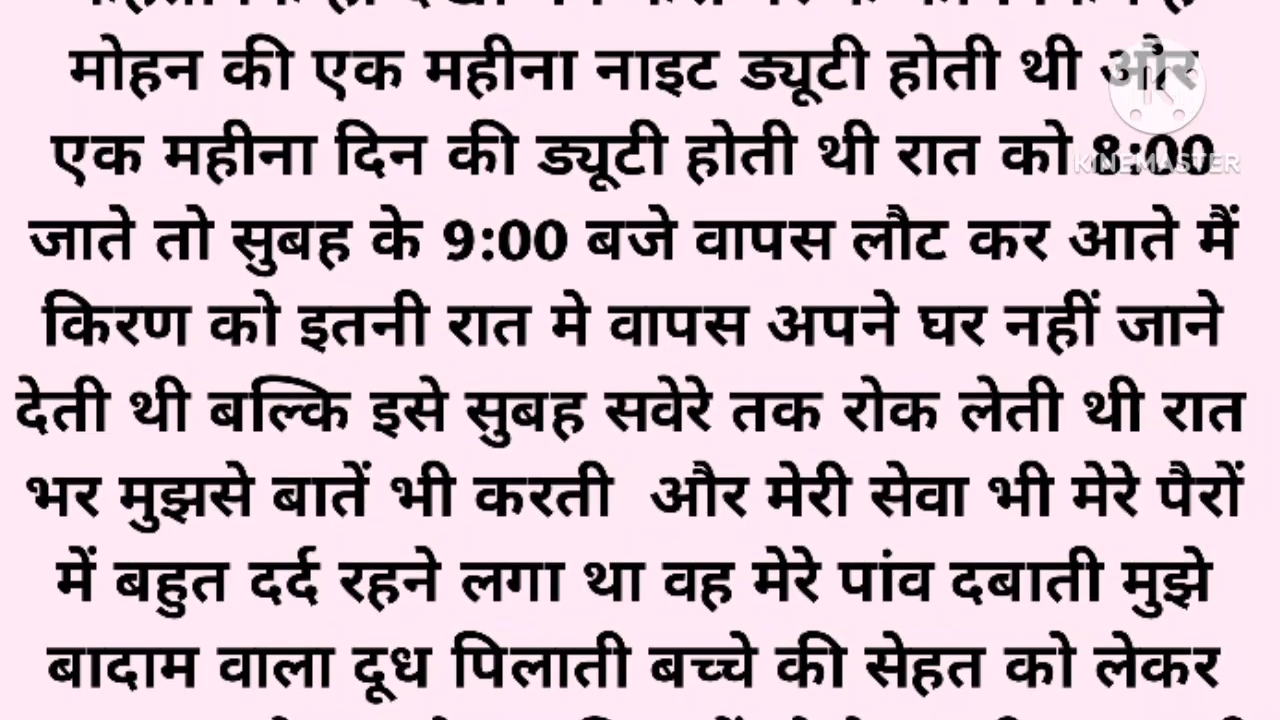 मोहन की एक महीना नाइट ड्यूटी होती थी और
एक महीना दिन की ड्यूटी होती थी रात को 8:00
KINEMASTER
जाते तो सुबह के 9:00 बजे वापस लौट कर आते मैं
किरण को इतनी रात मे वापस अपने घर नहीं जाने
देती थी बल्कि इसे सुबह सवेरे तक रोक लेती थी रात
भर मुझसे बातें भी करती और मेरी सेवा भी मेरे पैरों
में बहुत दर्द रहने लगा था वह मेरे पांव दबाती मुझे
बादाम वाला दूध पिलाती बच्चे की सेहत को लेकर